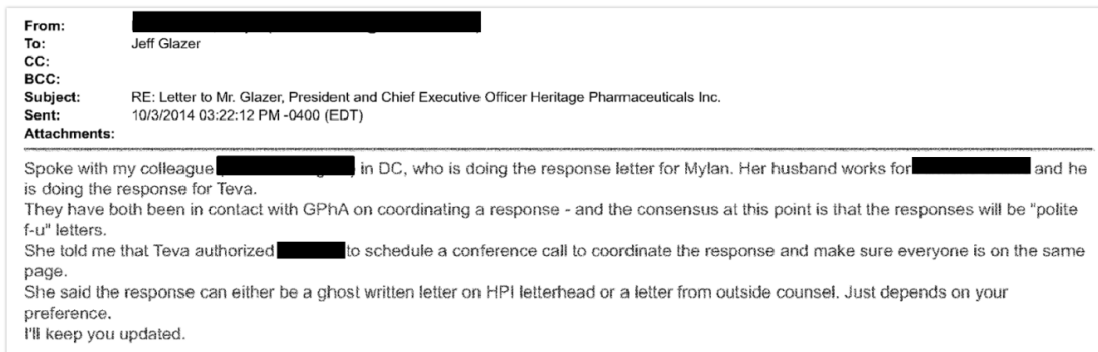 From:
To: Jeff Glazer
CC:
BCC:
Subject: RE: Letter to Mr. Glazer, President and Chief Executive Officer Heritage Pharmaceuticals Inc.
Sent: 10/3/2014 03:22:12 PM -0400 (EDT)
Attachments:
Spoke with my colleague in DC, who is doing the response letter for Mylan. Her husband works for and he
is doing the response for Teva.
They have both been in contact with GPhA on coordinating a response - and the consensus at this point is that the responses will be "polite
f-u" letters.
She told me that Teva authorized to schedule a conference call to coordinate the response and make sure everyone is on the same
page.
She said the response can either be a ghost written letter on HPI letterhead or a letter from outside counsel. Just depends on your
preference.
I'll keep you updated.